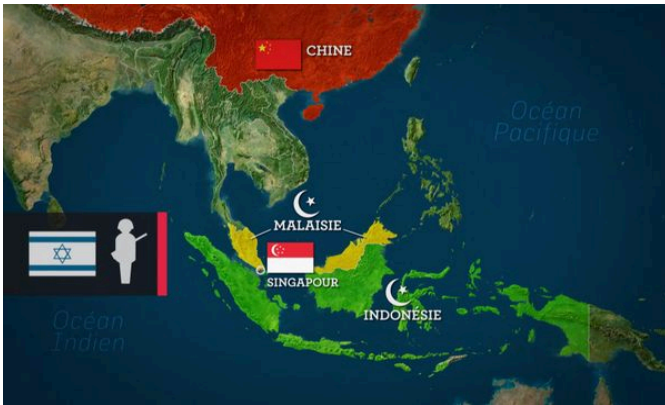 CHINE
Océan
Pacifique
MALAISIE
SINGAPOUR
INDONÉSIE
Océan
Indien